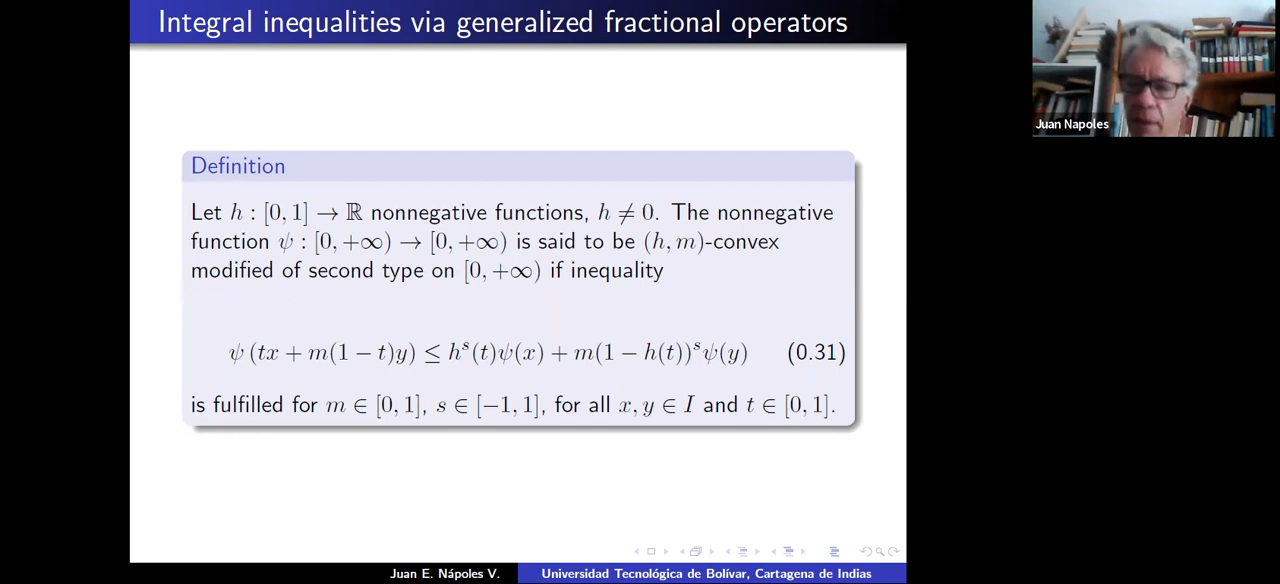 Integral inequalities via generalized fractional operators
Juan Napoles
Definition
Let h : [0, 1] → ℝ nonnegative functions, h ≠ 0. The nonnegative
function ψ : [0, +∞) → [0, +∞) is said to be (h, m)-convex
modified of second type on [0, +∞) if inequality
ψ (tx + m(1 − t)y) ≤ hˢ(t)ψ(x) + m(1 − h(t))ˢψ(y) (0.31)
is fulfilled for m ∈ [0, 1], s ∈ [−1, 1], for all x, y ∈ I and t ∈ [0, 1].
Juan E. Nápoles V. Universidad Tecnológica de Bolívar, Cartagena de Indias